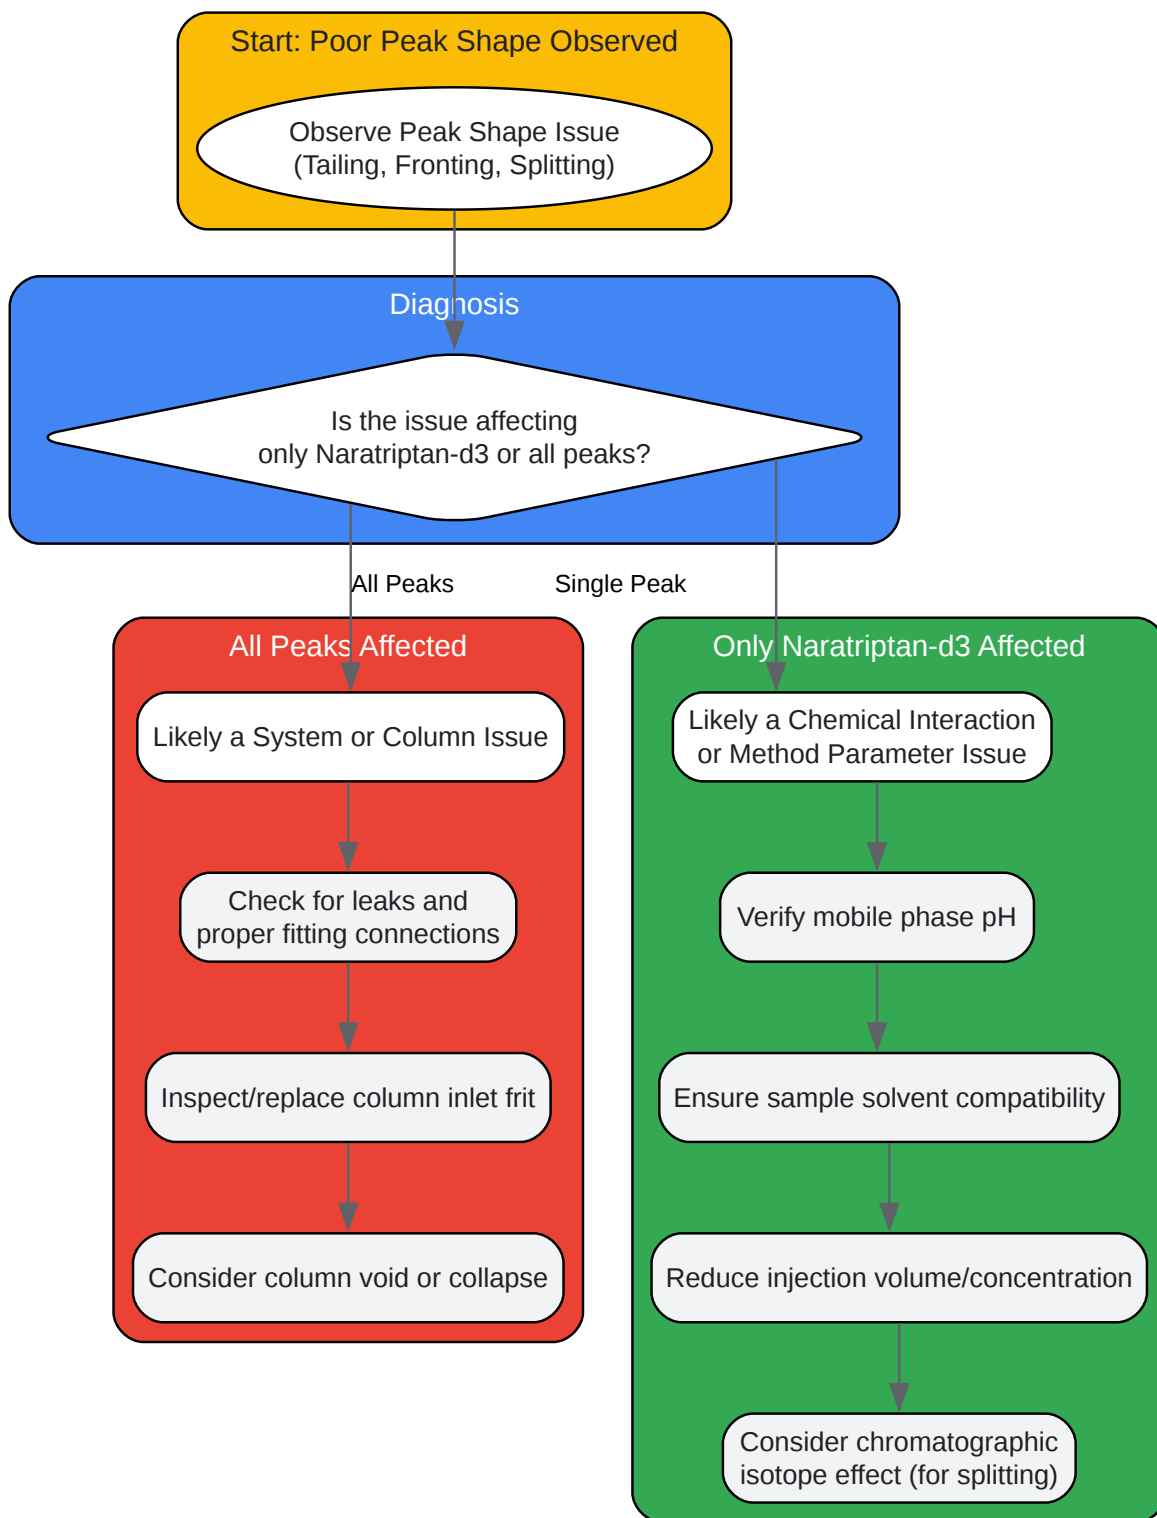 Start: Poor Peak Shape Observed
Observe Peak Shape Issue
(Tailing, Fronting, Splitting)
Diagnosis
Is the issue affecting
only Naratriptan-d3 or all peaks?
All Peaks
Single Peak
All Peaks Affected
Likely a System or Column Issue
Check for leaks and
proper fitting connections
Inspect/replace column inlet frit
Consider column void or collapse
Only Naratriptan-d3 Affected
Likely a Chemical Interaction
or Method Parameter Issue
Verify mobile phase pH
Ensure sample solvent compatibility
Reduce injection volume/concentration
Consider chromatographic
isotope effect (for splitting)